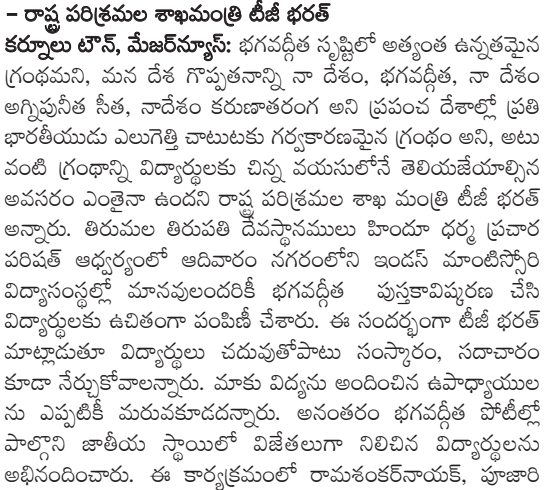 – రాష్ట్ర పరిశ్రమల శాఖమంత్రి టీజీ భరత్
కర్నూలు టౌన్, మేజర్‌న్యూస్: భగవద్గీత సృష్టిలో అత్యంత ఉన్నతమైన
గ్రంథమని, మన దేశ గొప్పతనాన్ని నా దేశం, భగవద్గీత, నా దేశం
అగ్నిపునీత సీత, నాదేశం కరుణాతరంగ అని ప్రపంచ దేశాల్లో ప్రతి
భారతీయుడు ఎలుగెత్తి చాటుటకు గర్వకారణమైన గ్రంథం అని, అటు
వంటి గ్రంథాన్ని విద్యార్థులకు చిన్న వయసులోనే తెలియజేయాల్సిన
అవసరం ఎంతైనా ఉందని రాష్ట్ర పరిశ్రమల శాఖ మంత్రి టీజీ భరత్
అన్నారు. తిరుమల తిరుపతి దేవస్థానములు హిందూ ధర్మ ప్రచార
పరిషత్ ఆధ్వర్యంలో ఆదివారం నగరంలోని ఇండస్ మాంటిస్సోరి
విద్యాసంస్థల్లో మానవులందరికీ భగవద్గీత పుస్తకావిష్కరణ చేసి
విద్యార్థులకు ఉచితంగా పంపిణీ చేశారు. ఈ సందర్భంగా టీజీ భరత్
మాట్లాడుతూ విద్యార్థులు చదువుతోపాటు సంస్కారం, సదాచారం
కూడా నేర్చుకోవాలన్నారు. మాకు విద్యను అందించిన ఉపాధ్యాయుల
ను ఎప్పటికీ మరువకూడదన్నారు. అనంతరం భగవద్గీత పోటీల్లో
పాల్గొని జాతీయ స్థాయిలో విజేతలుగా నిలిచిన విద్యార్థులను
అభినందించారు. ఈ కార్యక్రమంలో రామశంకర్‌నాయక్, పూజారి